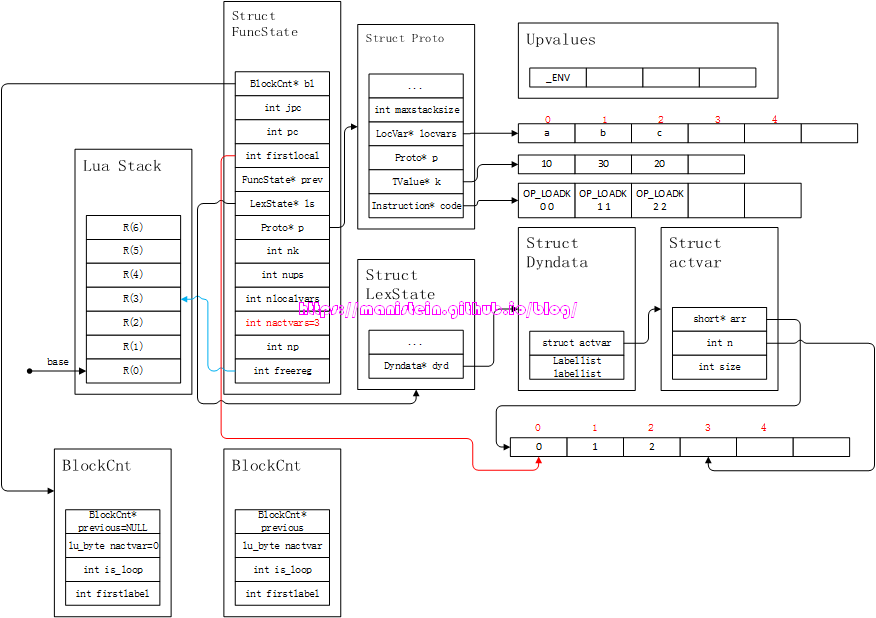 Struct
FuncState
BlockCnt* bl
int jpc
int pc
int firstlocal
FuncState* prev
LexState* ls
Proto* p
int nk
int nups
int nlocalvars
int nactvars=3
int np
int freereg
Struct Proto
...
int maxstacksize
LocVar* locvars
Proto* p
TValue* k
Instruction* code
Upvalues
_ENV
0 1 2 3 4
a b c
10 30 20
OP_LOADK OP_LOADK OP_LOADK
0 0 1 1 2 2
Lua Stack
R(6)
R(5)
R(4)
R(3)
R(2)
R(1)
R(0)
base
Struct
LexState
...
Dyndata* dyd
Struct
Dyndata
struct actvar
Labellist
labellist
Struct
actvar
short* arr
int n
int size
https://manistein.github.io/blog/
0 1 2 3 4
0 1 2
BlockCnt
BlockCnt*
previous=NULL
lu_byte nactvar=0
int is_loop
int firstlabel
BlockCnt
BlockCnt*
previous
lu_byte nactvar
int is_loop
int firstlabel